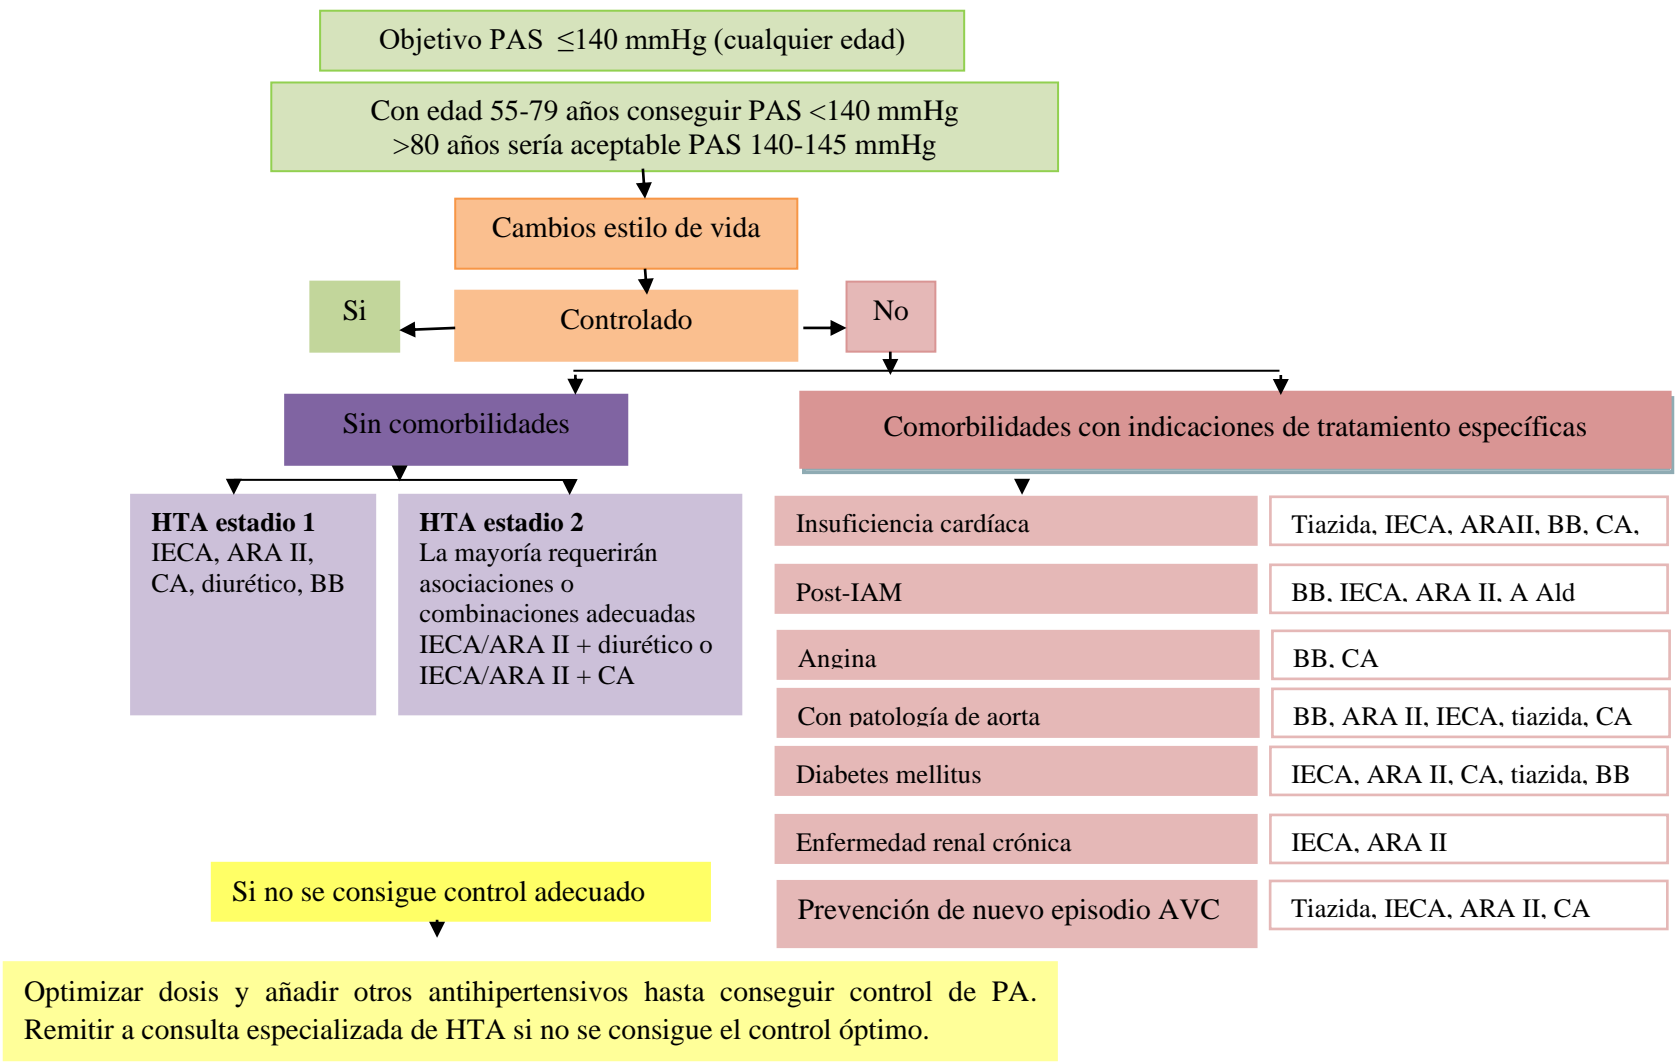 Objetivo PAS ≤140 mmHg (cualquier edad)
Con edad 55-79 años conseguir PAS <140 mmHg
>80 años sería aceptable PAS 140-145 mmHg
Cambios estilo de vida
Si
Controlado
No
Sin comorbilidades
Comorbilidades con indicaciones de tratamiento específicas
HTA estadio 1
IECA, ARA II,
CA, diurético, BB
HTA estadio 2
La mayoría requerirán
asociaciones o
combinaciones adecuadas
IECA/ARA II + diurético o
IECA/ARA II + CA
Insuficiencia cardíaca
Tiazida, IECA, ARAII, BB, CA,
Post-IAM
BB, IECA, ARA II, A Ald
Angina
BB, CA
Con patología de aorta
BB, ARA II, IECA, tiazida, CA
Diabetes mellitus
IECA, ARA II, CA, tiazida, BB
Enfermedad renal crónica
IECA, ARA II
Prevención de nuevo episodio AVC
Tiazida, IECA, ARA II, CA
Si no se consigue control adecuado
Optimizar dosis y añadir otros antihipertensivos hasta conseguir control de PA.
Remitir a consulta especializada de HTA si no se consigue el control óptimo.